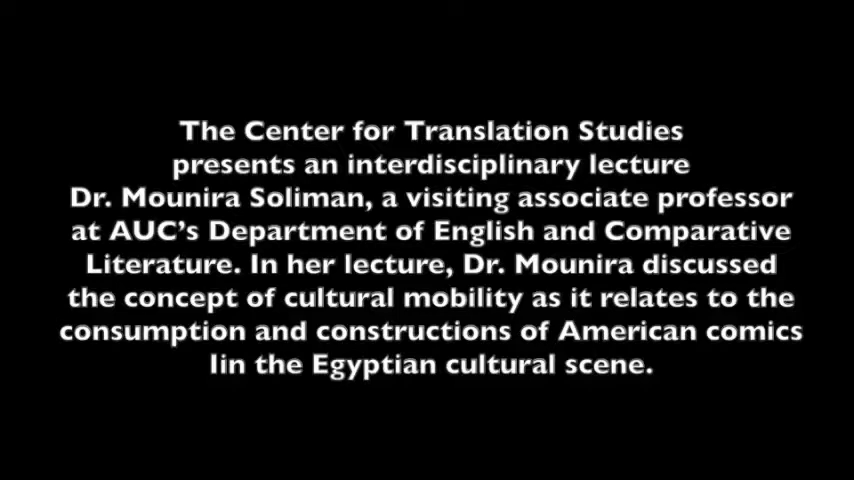 The Center for Translation Studies
presents an interdisciplinary lecture
Dr. Mounira Soliman, a visiting associate professor
at AUC’s Department of English and Comparative
Literature. In her lecture, Dr. Mounira discussed
the concept of cultural mobility as it relates to the
consumption and constructions of American comics
Iin the Egyptian cultural scene.